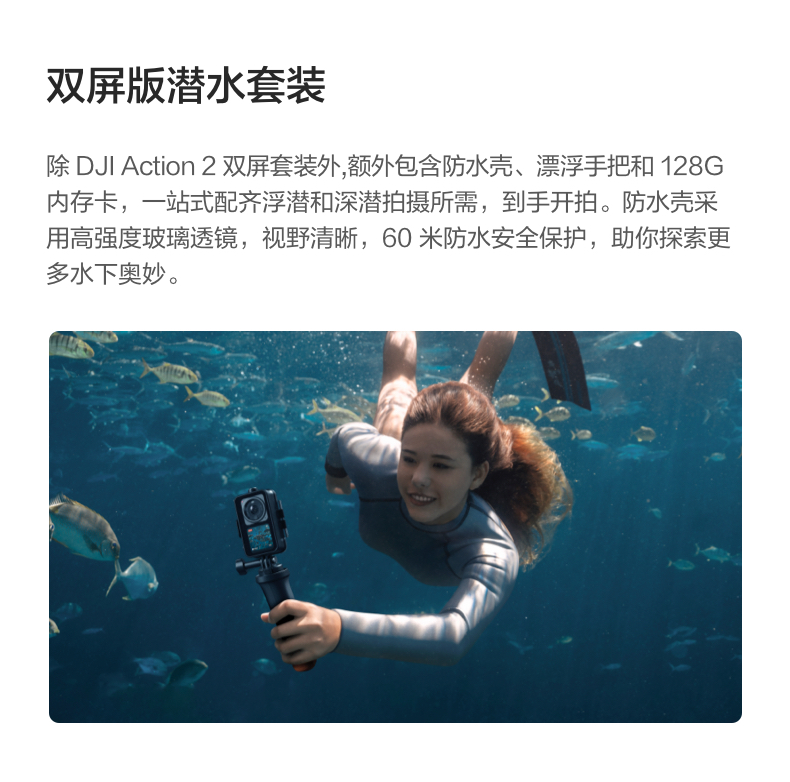 双屏版潜水套装
除 DJI Action 2 双屏套装外,额外包含防水壳、漂浮手把和 128G
内存卡，一站式配齐浮潜和深潜拍摄所需，到手开拍。防水壳采
用高强度玻璃透镜，视野清晰，60 米防水安全保护，助你探索更
多水下奥妙。